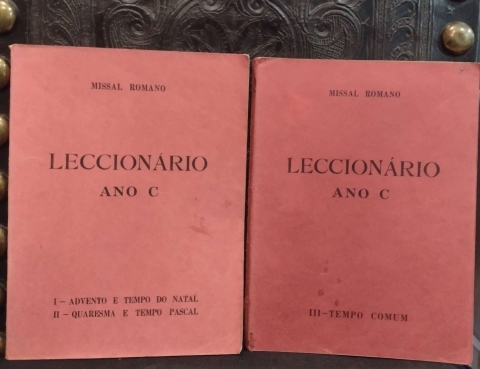 MISSAL ROMANO
LECCIONÁRIO
ANO C
I – ADVENTO E TEMPO DO NATAL
II – QUARESMA E TEMPO PASCAL
MISSAL ROMANO
LECCIONÁRIO
ANO C
III – TEMPO COMUM